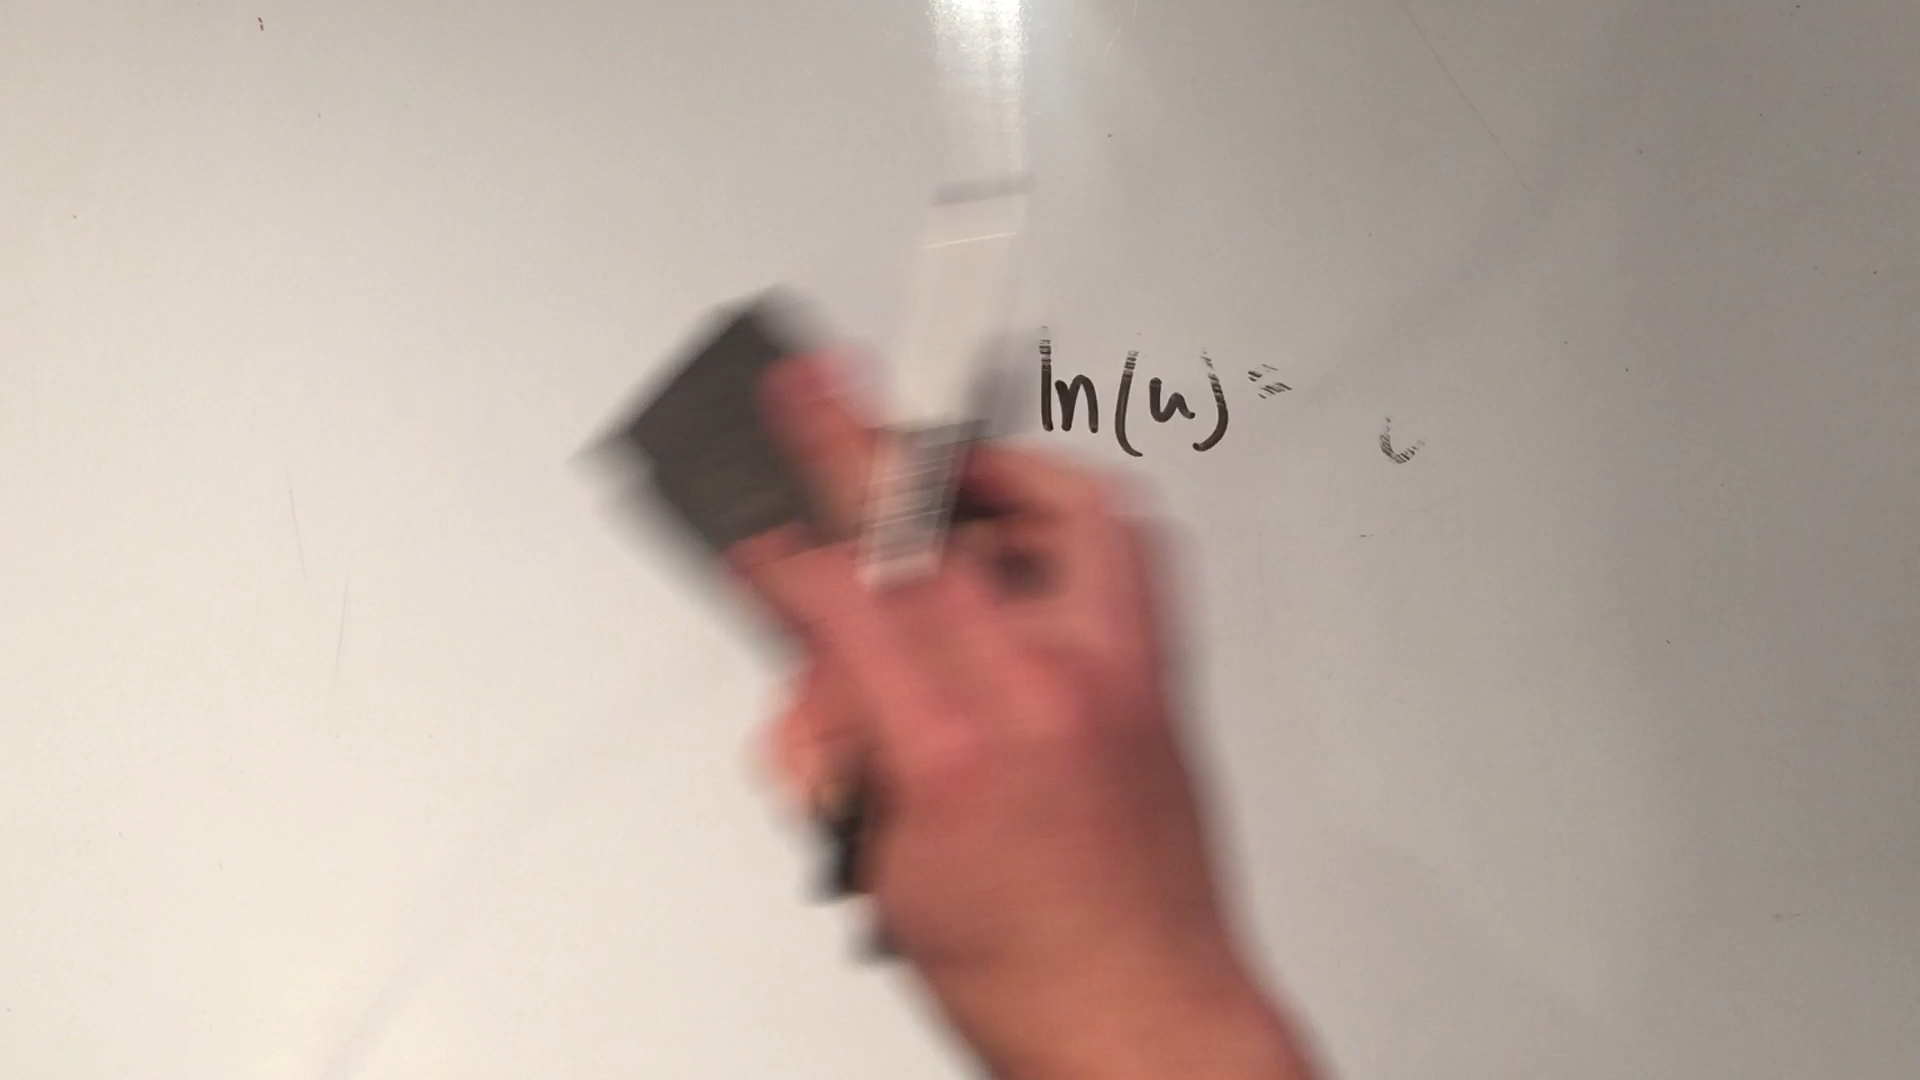 ln(u) =